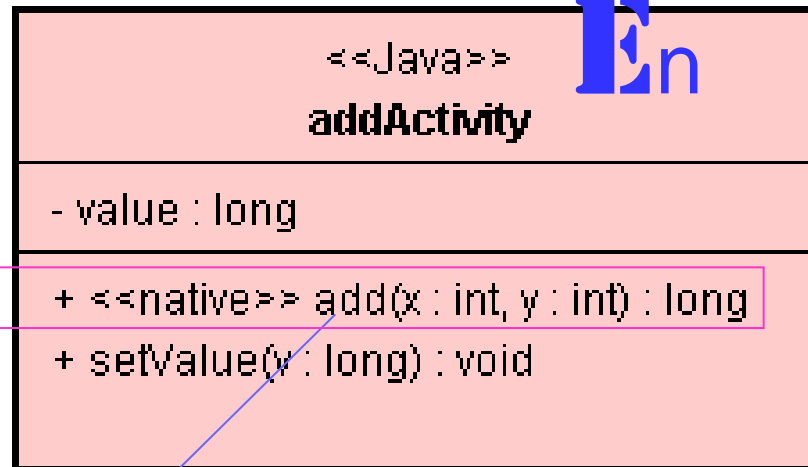 En
<<Java>>
addActivity
- value : long
+ <<native>> add(x : int, y : int) : long
+ setValue(v : long) : void